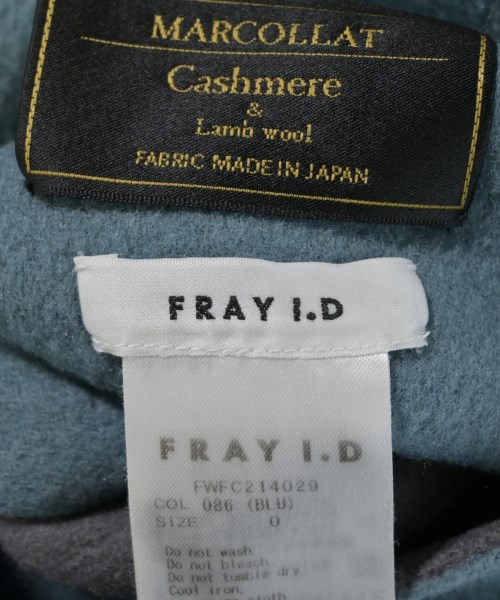 MARCOLLAT
Cashmere
&
Lamb wool
FABRIC MADE IN JAPAN
FRAY I.D
FRAY I.D
FWFC214029
COL 086 (BLU)
SIZE 0
Do not wash
Do not bleach
Do not tumble dry.
Cool iron.
cloth